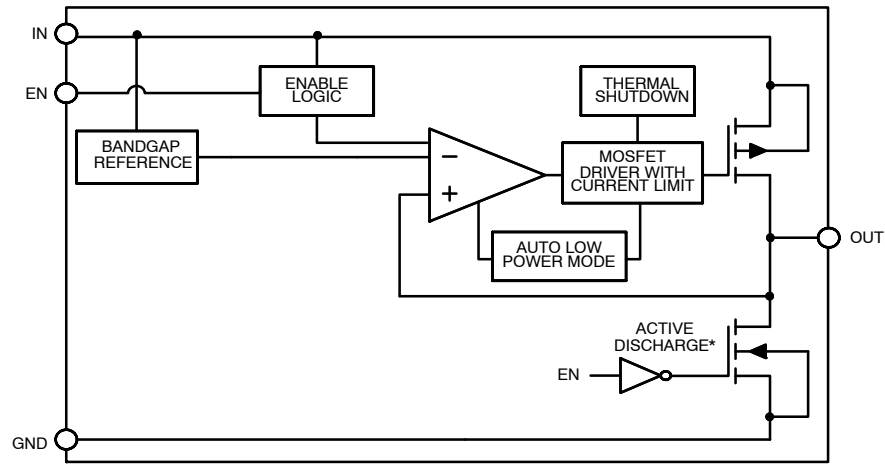 IN
EN
ENABLE
LOGIC
THERMAL
SHUTDOWN
BANDGAP
REFERENCE
−
+
MOSFET
DRIVER WITH
CURRENT LIMIT
AUTO LOW
POWER MODE
OUT
ACTIVE
DISCHARGE*
EN
GND